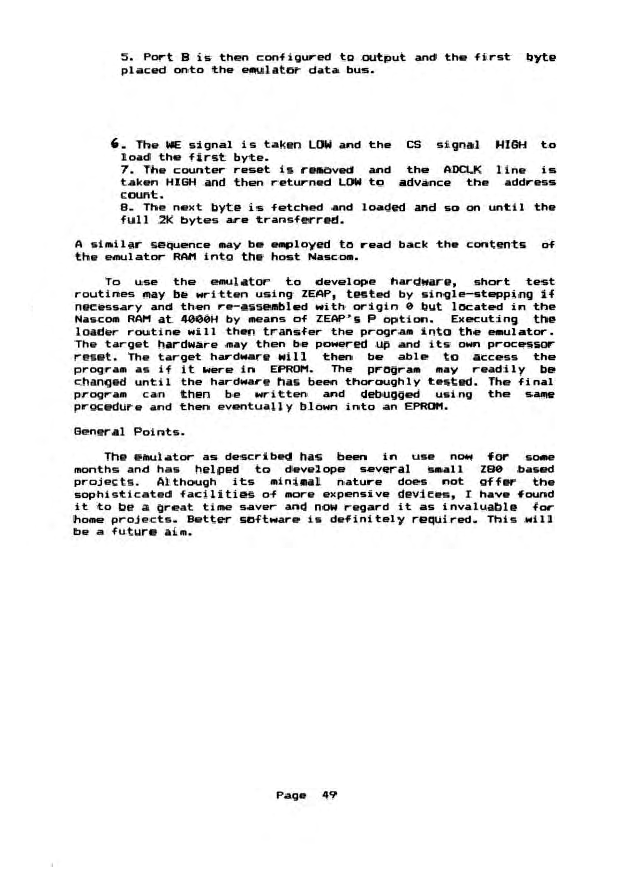 5. Port B is then configured to output and the first byte
placed onto the emulator data bus.
6. The WE signal is taken LOW and the CS signal HIGH to
load the first byte.
7. The counter reset is removed and the ADCLK line is
taken HIGH and then returned LOW to advance the address
count.
8. The next byte is fetched and loaded and so on until the
full 2K bytes are transferred.
A similar sequence may be employed to read back the contents of
the emulator RAM into the host Nascom.
To use the emulator to develope hardware, short test
routines may be written using ZEAP, tested by single-stepping if
necessary and then re-assembled with origin 0 but located in the
Nascom RAM at 4000H by means of ZEAP's P option. Executing the
loader routine will then transfer the program into the emulator.
The target hardware may then be powered up and its own processor
reset. The target hardware will then be able to access the
program as if it were in EPROM. The program may readily be
changed until the hardware has been thoroughly tested. The final
program can then be written and debugged using the same
procedure and then eventually blown into an EPROM.
General Points.
The emulator as described has been in use now for some
months and has helped to develope several small Z80 based
projects. Although its minimal nature does not offer the
sophisticated facilities of more expensive devices, I have found
it to be a great time saver and now regard it as invaluable for
home projects. Better software is definitely required. This will
be a future aim.
Page 49